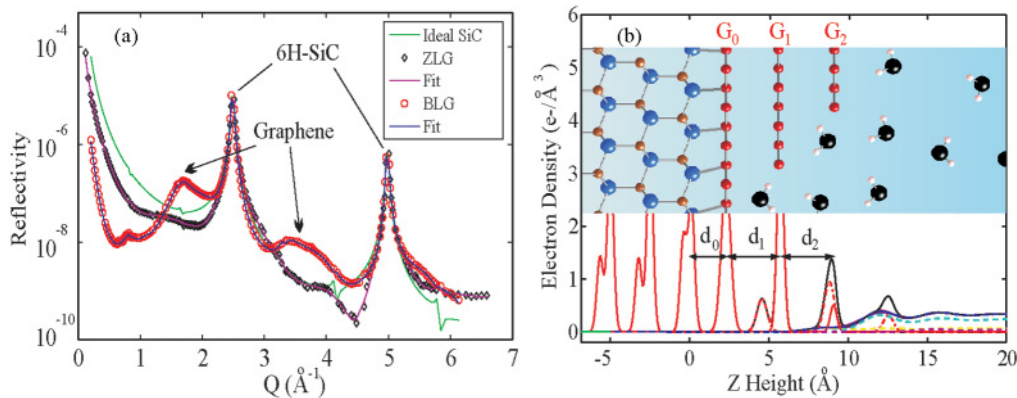 (a)
Ideal SiC
ZLG
Fit
BLG
Fit
6H-SiC
Graphene
10⁻⁴
10⁻⁶
10⁻⁸
10⁻¹⁰
Reflectivity
0 1 2 3 4 5 6 7
Q (Å⁻¹)
(b)
G₀ G₁ G₂
6
5
4
3
2
1
0
Electron Density (e-/Å³)
d₀ d₁ d₂
-5 0 5 10 15 20
Z Height (Å)